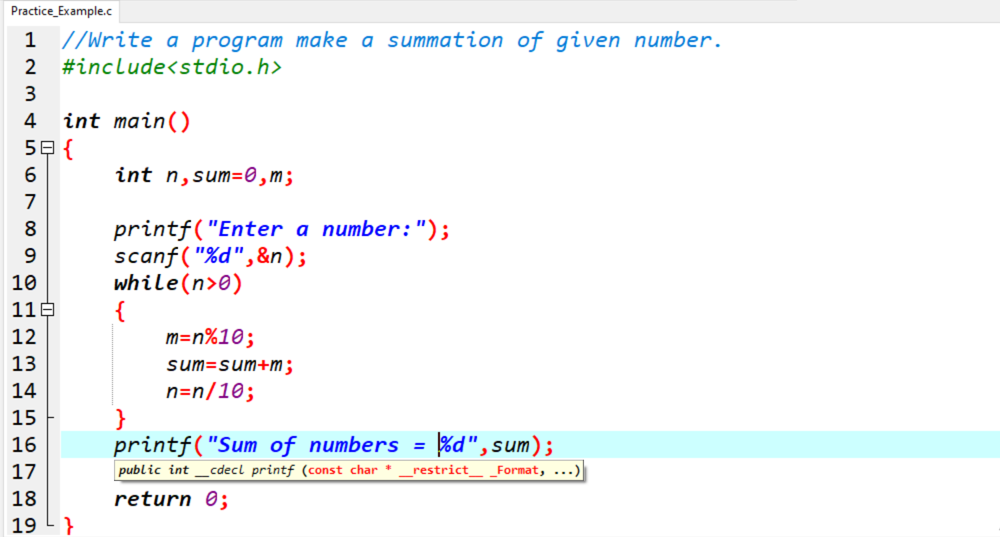 Practice_Example.c
1 //Write a program make a summation of given number.
2 #include<stdio.h>
3
4 int main()
5 {
6 int n,sum=0,m;
7
8 printf("Enter a number:");
9 scanf("%d",&n);
10 while(n>0)
11 {
12 m=n%10;
13 sum=sum+m;
14 n=n/10;
15 }
16 printf("Sum of numbers = %d",sum);
17 public int __cdecl printf (const char * __restrict__ _Format, ...)
18 return 0;
19 }